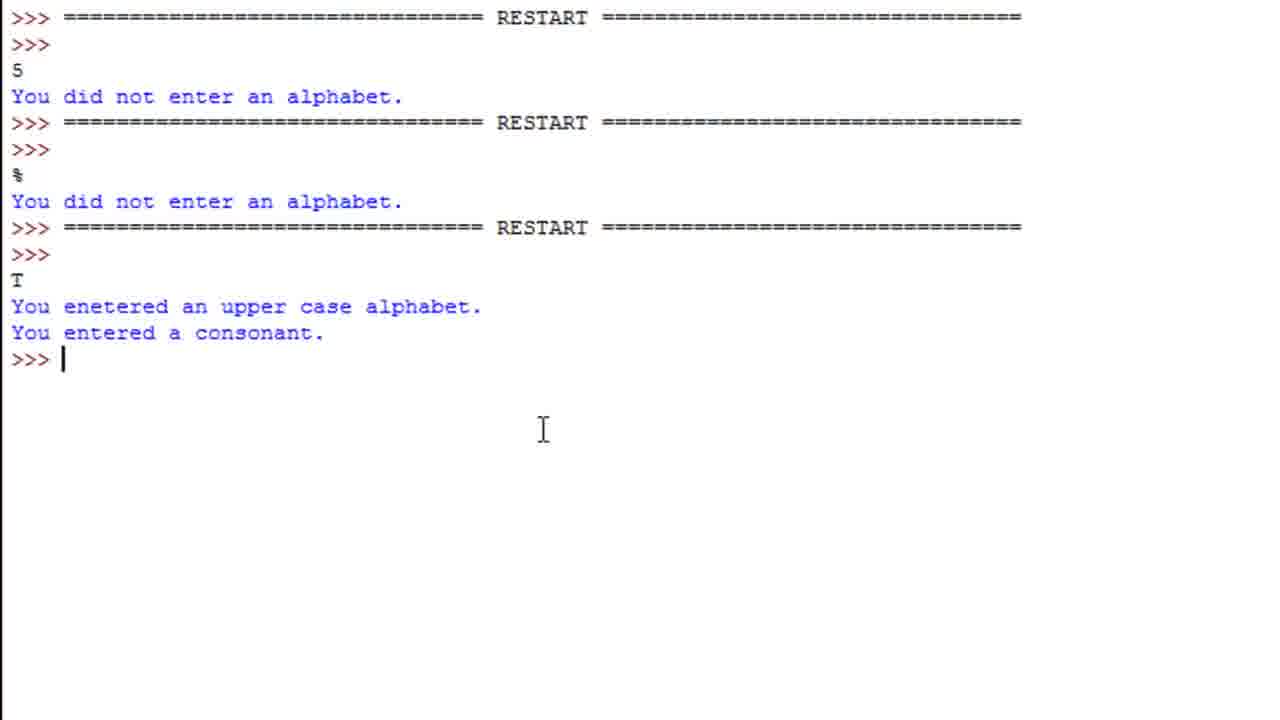 >>> ================================ RESTART ================================
>>>
5
You did not enter an alphabet.
>>> ================================ RESTART ================================
>>>
%
You did not enter an alphabet.
>>> ================================ RESTART ================================
>>>
T
You enetered an upper case alphabet.
You entered a consonant.
>>>